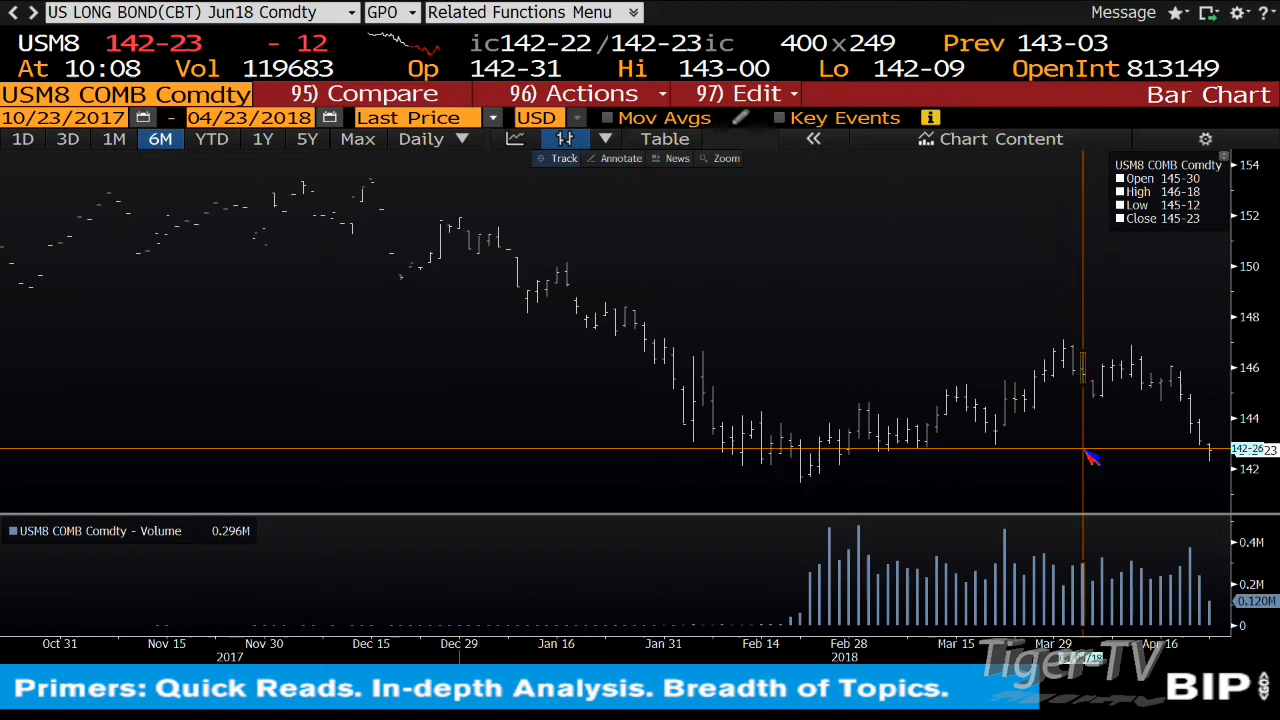 US LONG BOND(CBT) Jun18 Comdty GPO Related Functions Menu Message
USM8 142-23 - 12 ic142-22/142-23ic 400x249 Prev 143-03
At 10:08 Vol 119683 Op 142-31 Hi 143-00 Lo 142-09 OpenInt 813149
USM8 COMB Comdty 95) Compare 96) Actions 97) Edit Bar Chart
10/23/2017 - 04/23/2018 Last Price USD Mov Avgs Key Events
1D 3D 1M 6M YTD 1Y 5Y Max Daily Table « Chart Content
Track Annotate News Zoom
USM8 COMB Comdty
Open 145-30
High 146-18
Low 145-12
Close 145-23
154
152
150
148
146
144
142-26
142
USM8 COMB Comdty - Volume 0.296M
0.4M
0.2M
0.120M
0
Oct 31 Nov 15 Nov 30 Dec 15 Dec 29 Jan 16 Jan 31 Feb 14 Feb 28 Mar 15 Mar 29 Apr 16
2017 2018
Tiger-TV
Primers: Quick Reads. In-depth Analysis. Breadth of Topics.
BIP